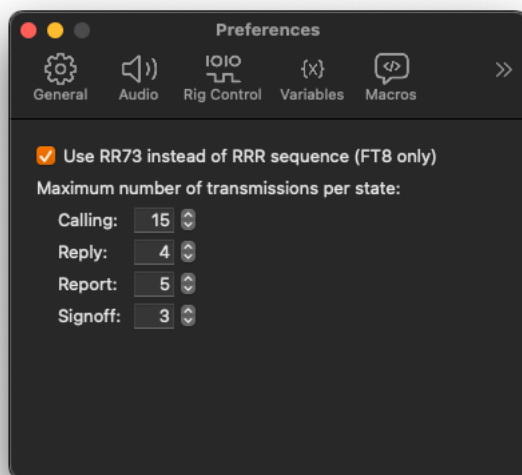 Preferences
General Audio Rig Control Variables Macros
Use RR73 instead of RRR sequence (FT8 only)
Maximum number of transmissions per state:
Calling: 15
Reply: 4
Report: 5
Signoff: 3